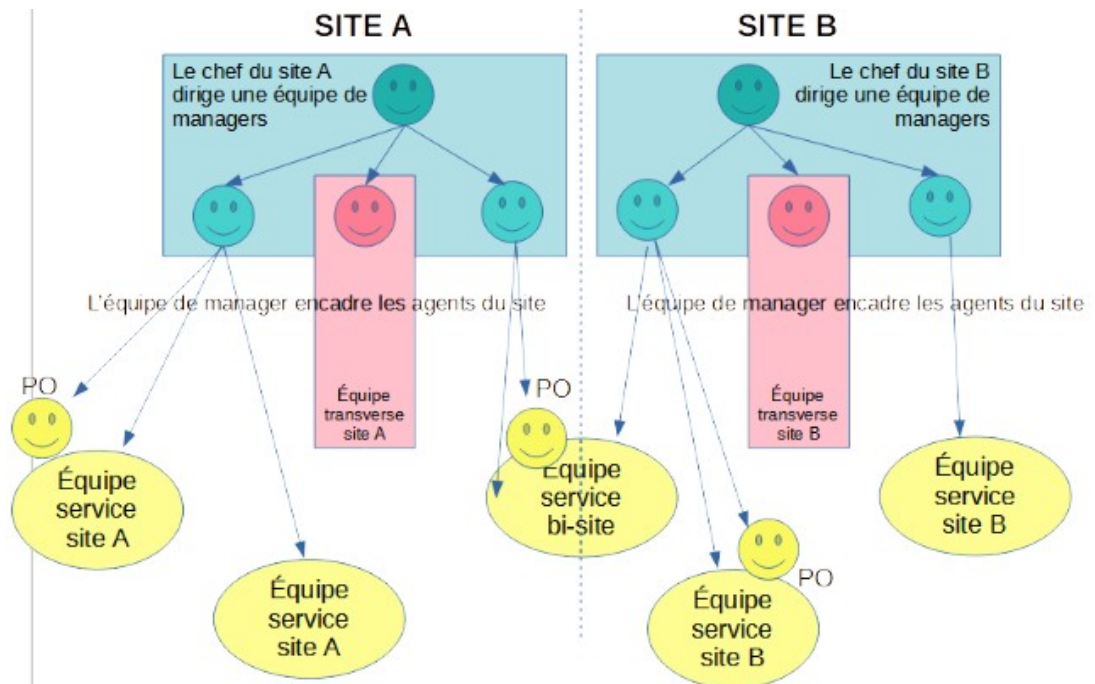 SITE A
SITE B
Le chef du site A
dirige une équipe de
managers
Le chef du site B
dirige une équipe de
managers
L'équipe de manager encadre les agents du site
L'équipe de manager encadre les agents du site
PO
Équipe
transverse
site A
PO
Équipe
transverse
site B
Équipe
service
site A
Équipe
service
bi-site
Équipe
service
site B
Équipe
service
site A
Équipe
service
site B
PO